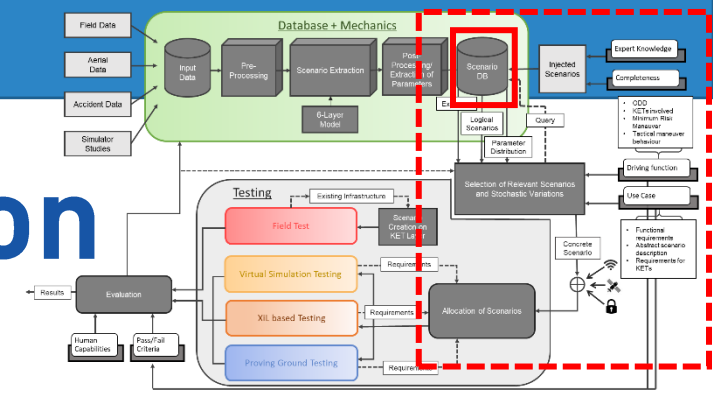 Field Data
Aerial
Data
Accident Data
Simulator
Studies
Database + Mechanics
Input
Data
Pre-
Processing
Scenario Extraction
6-Layer
Model
Post-
Processing/
Extraction of
Parameters
Scenario
DB
Injected
Scenarios
Expert Knowledge
Completeness
Logical
Scenarios
Parameter
Distribution
Query
• ODD
• KETs involved
• Minimum Risk
Maneuver
• Tactical maneuver
behaviour
Driving function
Use Case
• Functional
requirements
• Abstract scenario
description
• Requirements for
KETs
Selection of Relevant Scenarios
and Stochastic Variations
Concrete
Scenario
on
Testing
Existing Infrastructure
Field Test
Scenario
Creation on
KET Layer
Requirements
Virtual Simulation Testing
XIL based Testing
Requirements
Allocation of Scenarios
Proving Ground Testing
Requirements
Results
Evaluation
Human
Capabilities
Pass/Fail
Criteria